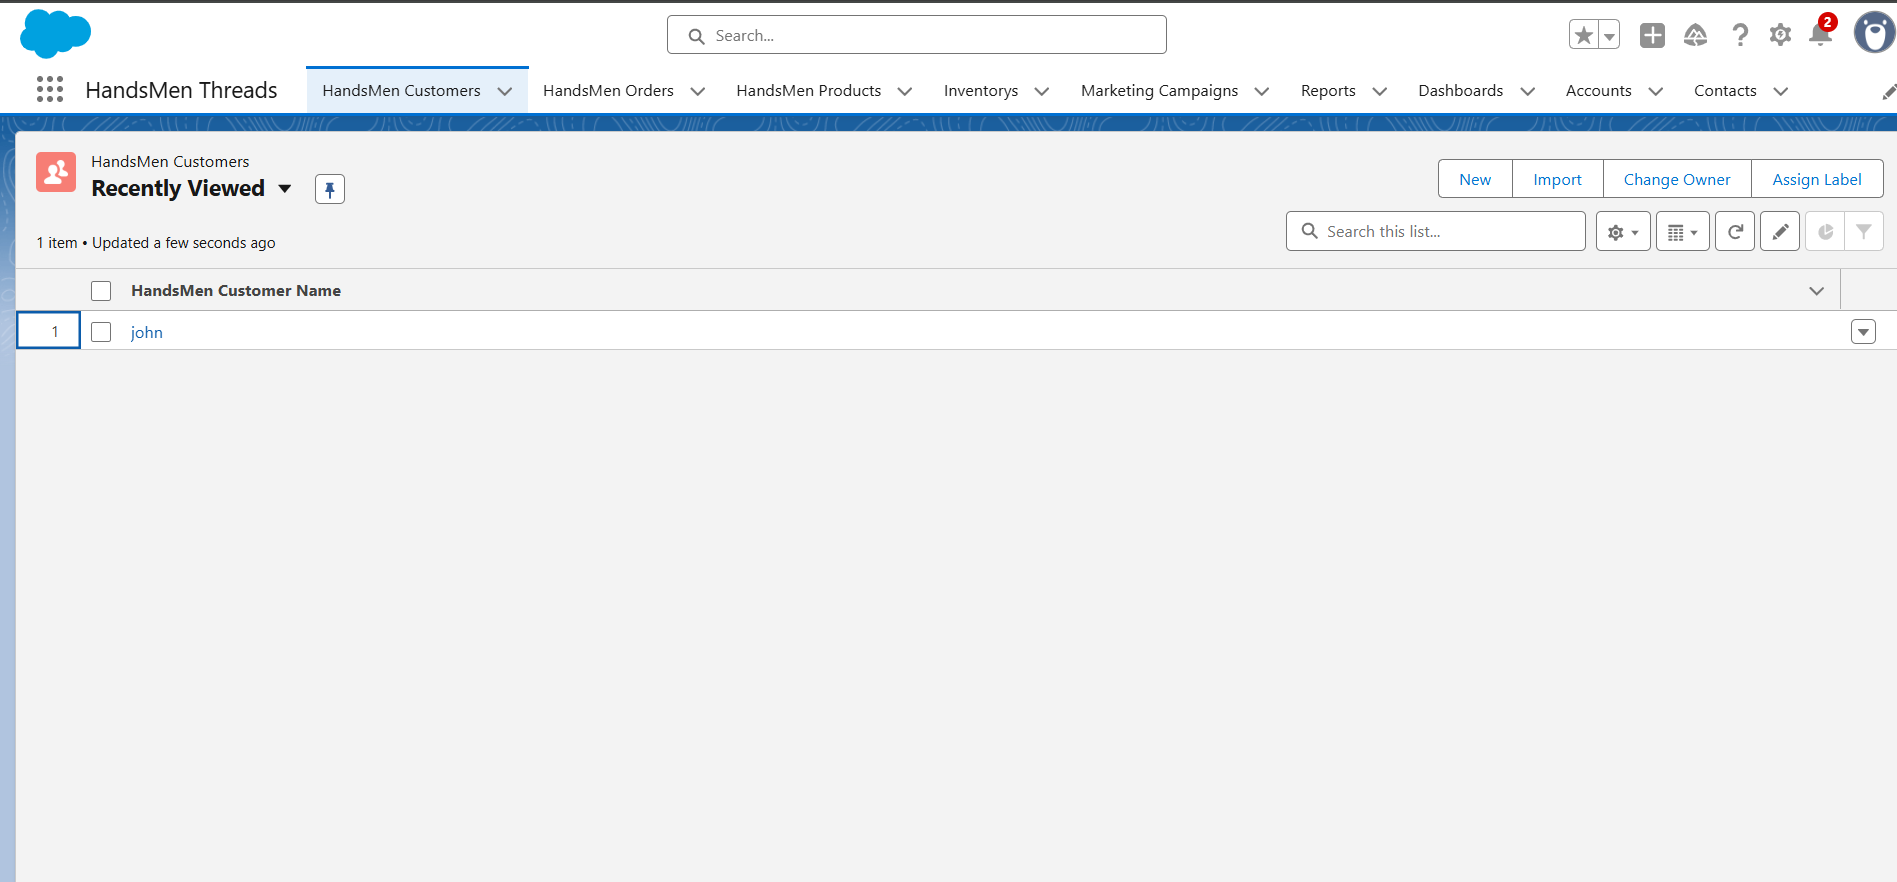 Search...
2
HandsMen Threads
HandsMen Customers
HandsMen Orders
HandsMen Products
Inventorys
Marketing Campaigns
Reports
Dashboards
Accounts
Contacts
HandsMen Customers
Recently Viewed
New
Import
Change Owner
Assign Label
1 item • Updated a few seconds ago
Search this list...
HandsMen Customer Name
1
john